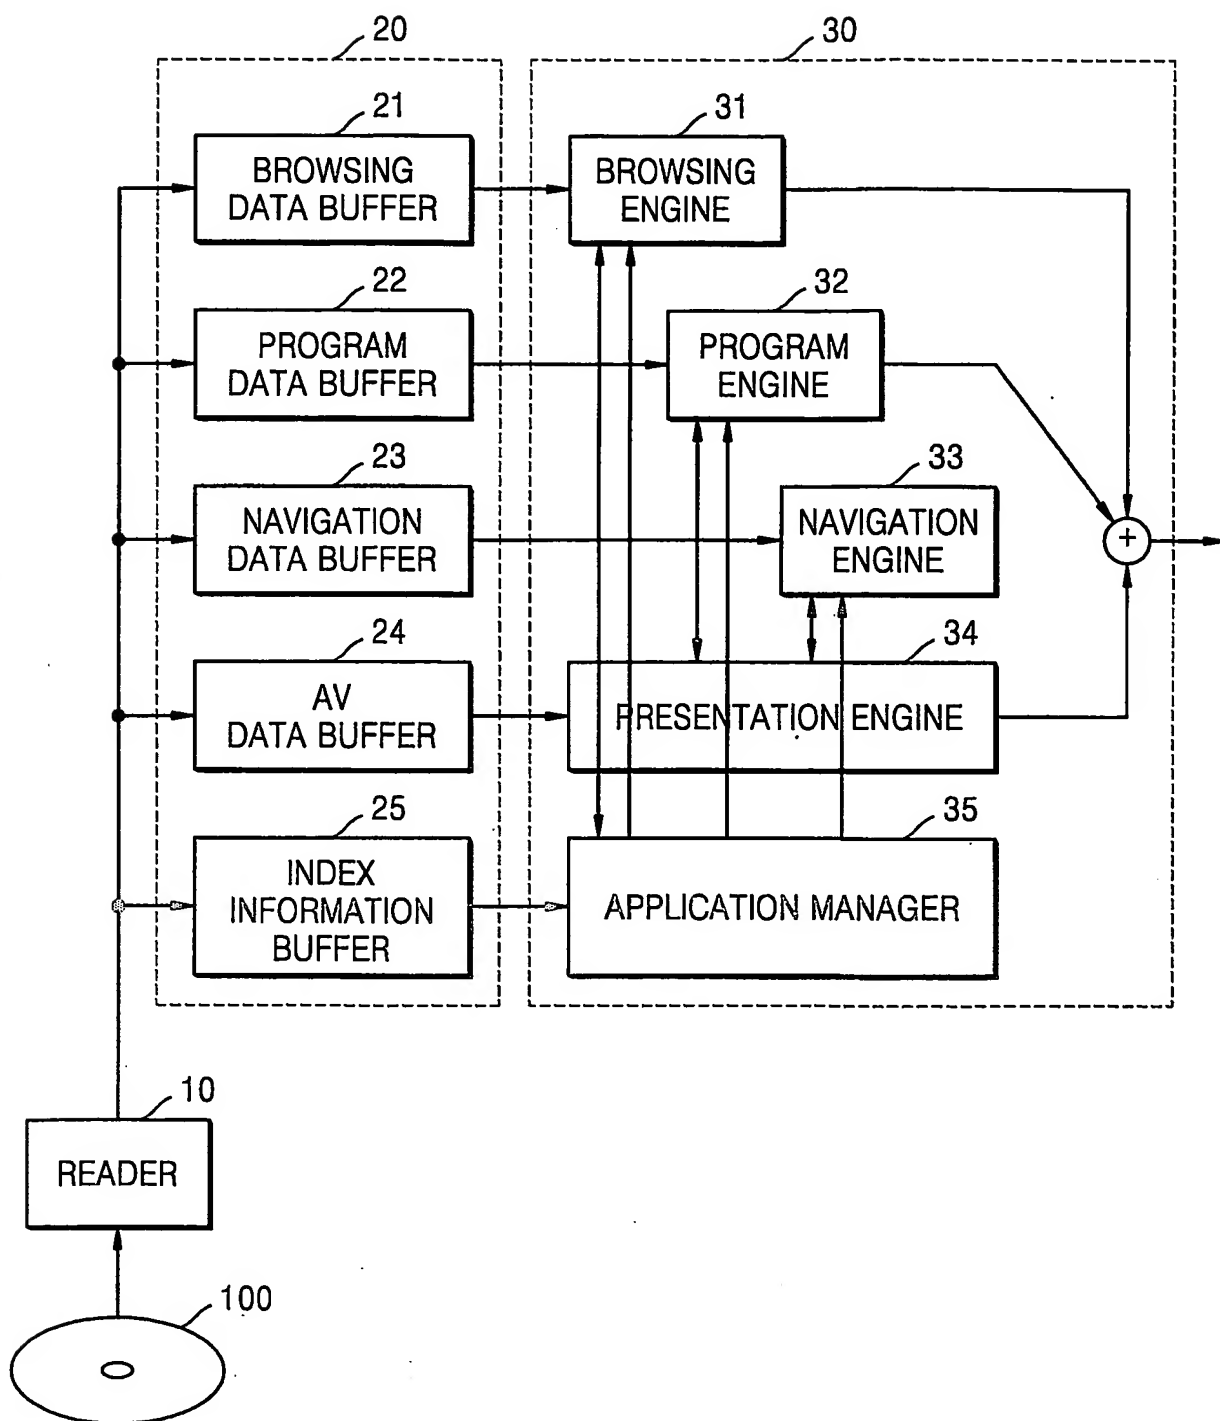 20
30
21
31
BROWSING
DATA BUFFER
BROWSING
ENGINE
22
32
PROGRAM
DATA BUFFER
PROGRAM
ENGINE
23
33
NAVIGATION
DATA BUFFER
NAVIGATION
ENGINE
+
24
34
AV
DATA BUFFER
PRESENTATION ENGINE
25
35
INDEX
INFORMATION
BUFFER
APPLICATION MANAGER
10
READER
100